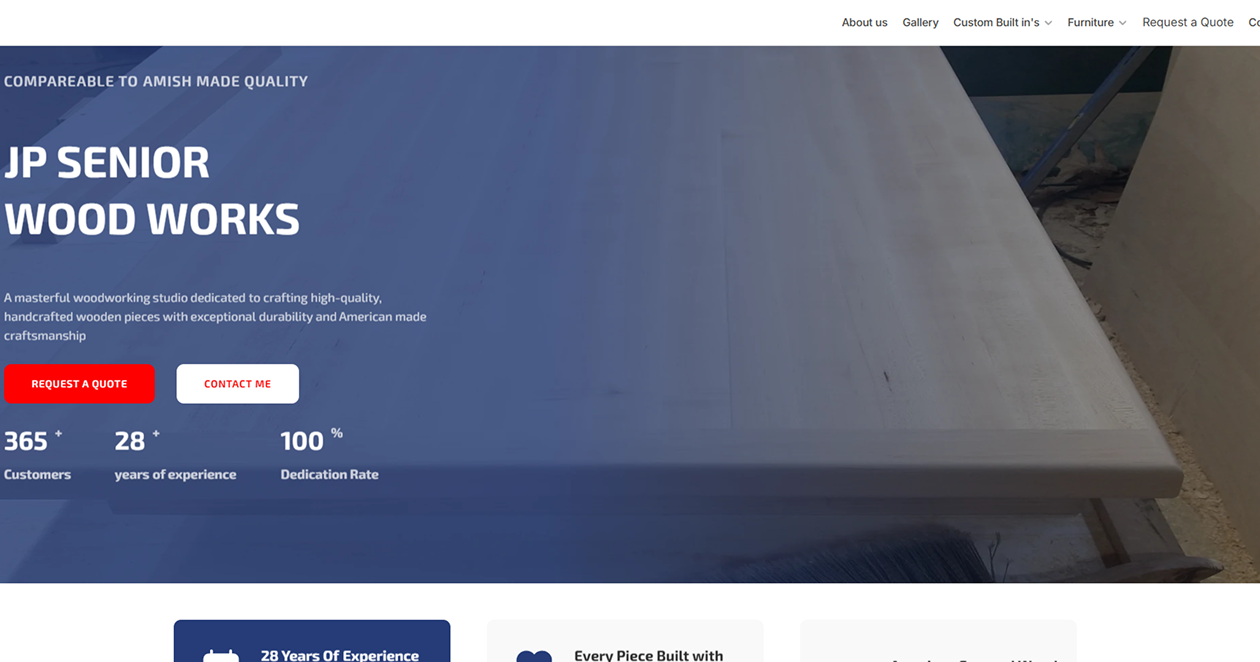 About us Gallery Custom Built in's Furniture Request a Quote
COMPAREABLE TO AMISH MADE QUALITY
JP SENIOR
WOOD WORKS
A masterful woodworking studio dedicated to crafting high-quality,
handcrafted wooden pieces with exceptional durability and American made
craftsmanship
REQUEST A QUOTE CONTACT ME
365 + 28 + 100 %
Customers years of experience Dedication Rate
28 Years Of Experience Every Piece Built with